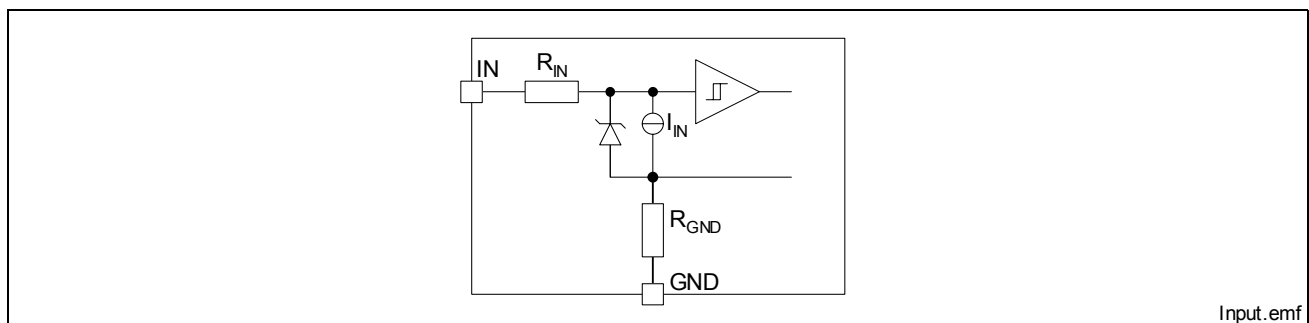 IN
R_IN
I_IN
R_GND
GND
Input.emf